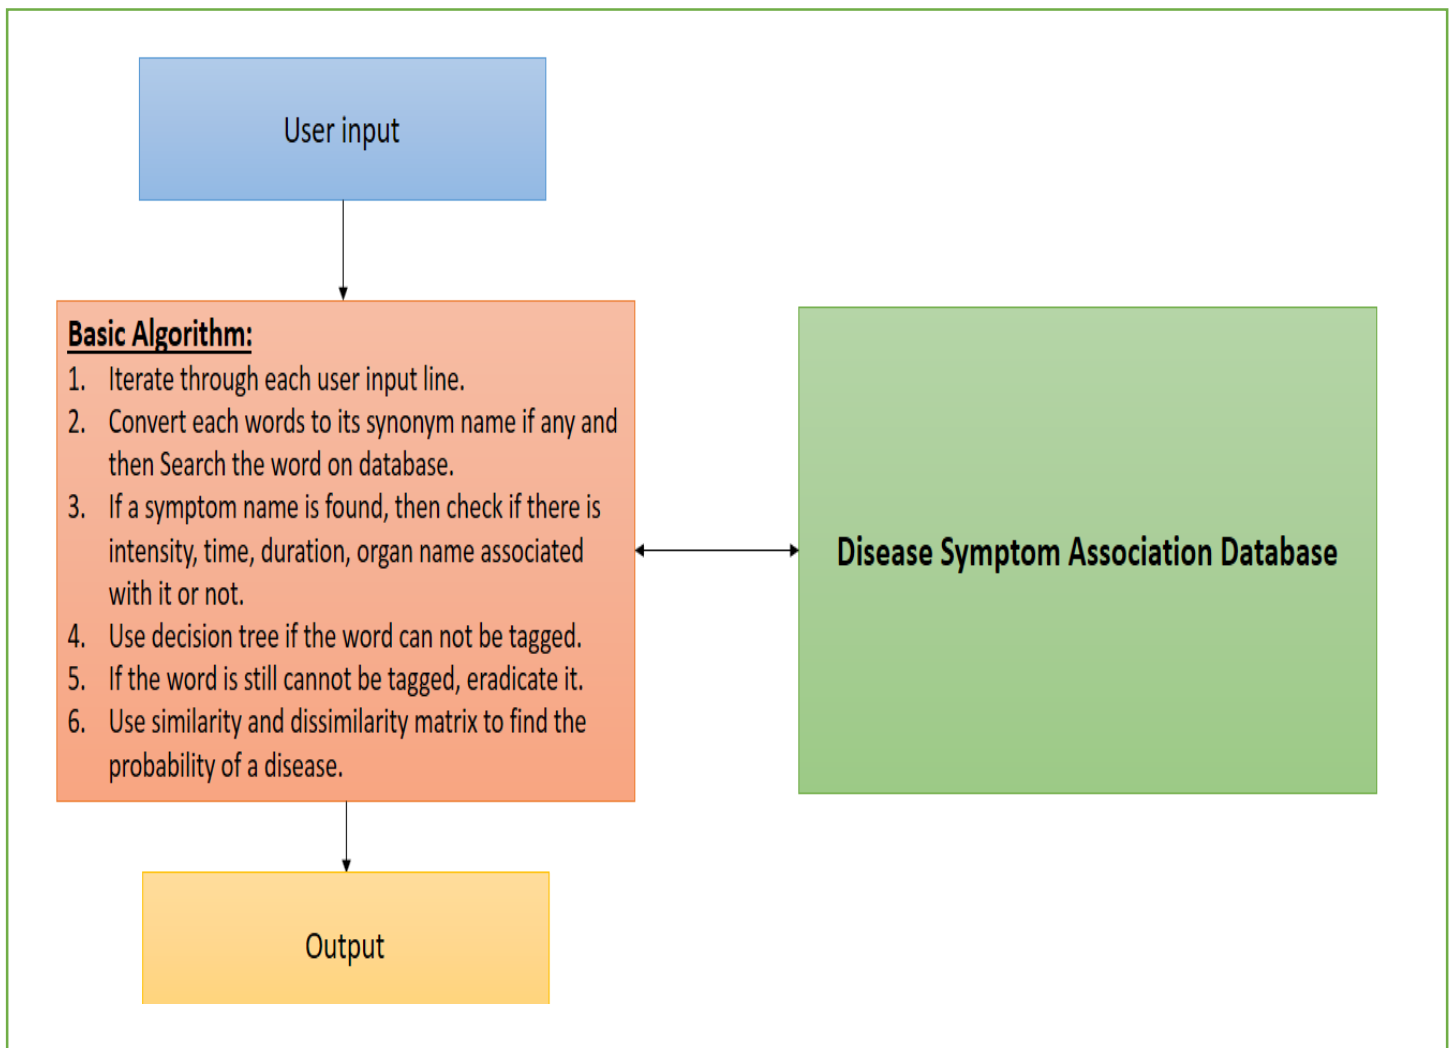 User input
Basic Algorithm:
1. Iterate through each user input line.
2. Convert each words to its synonym name if any and
then Search the word on database.
3. If a symptom name is found, then check if there is
intensity, time, duration, organ name associated
with it or not.
4. Use decision tree if the word can not be tagged.
5. If the word is still cannot be tagged, eradicate it.
6. Use similarity and dissimilarity matrix to find the
probability of a disease.
Disease Symptom Association Database
Output